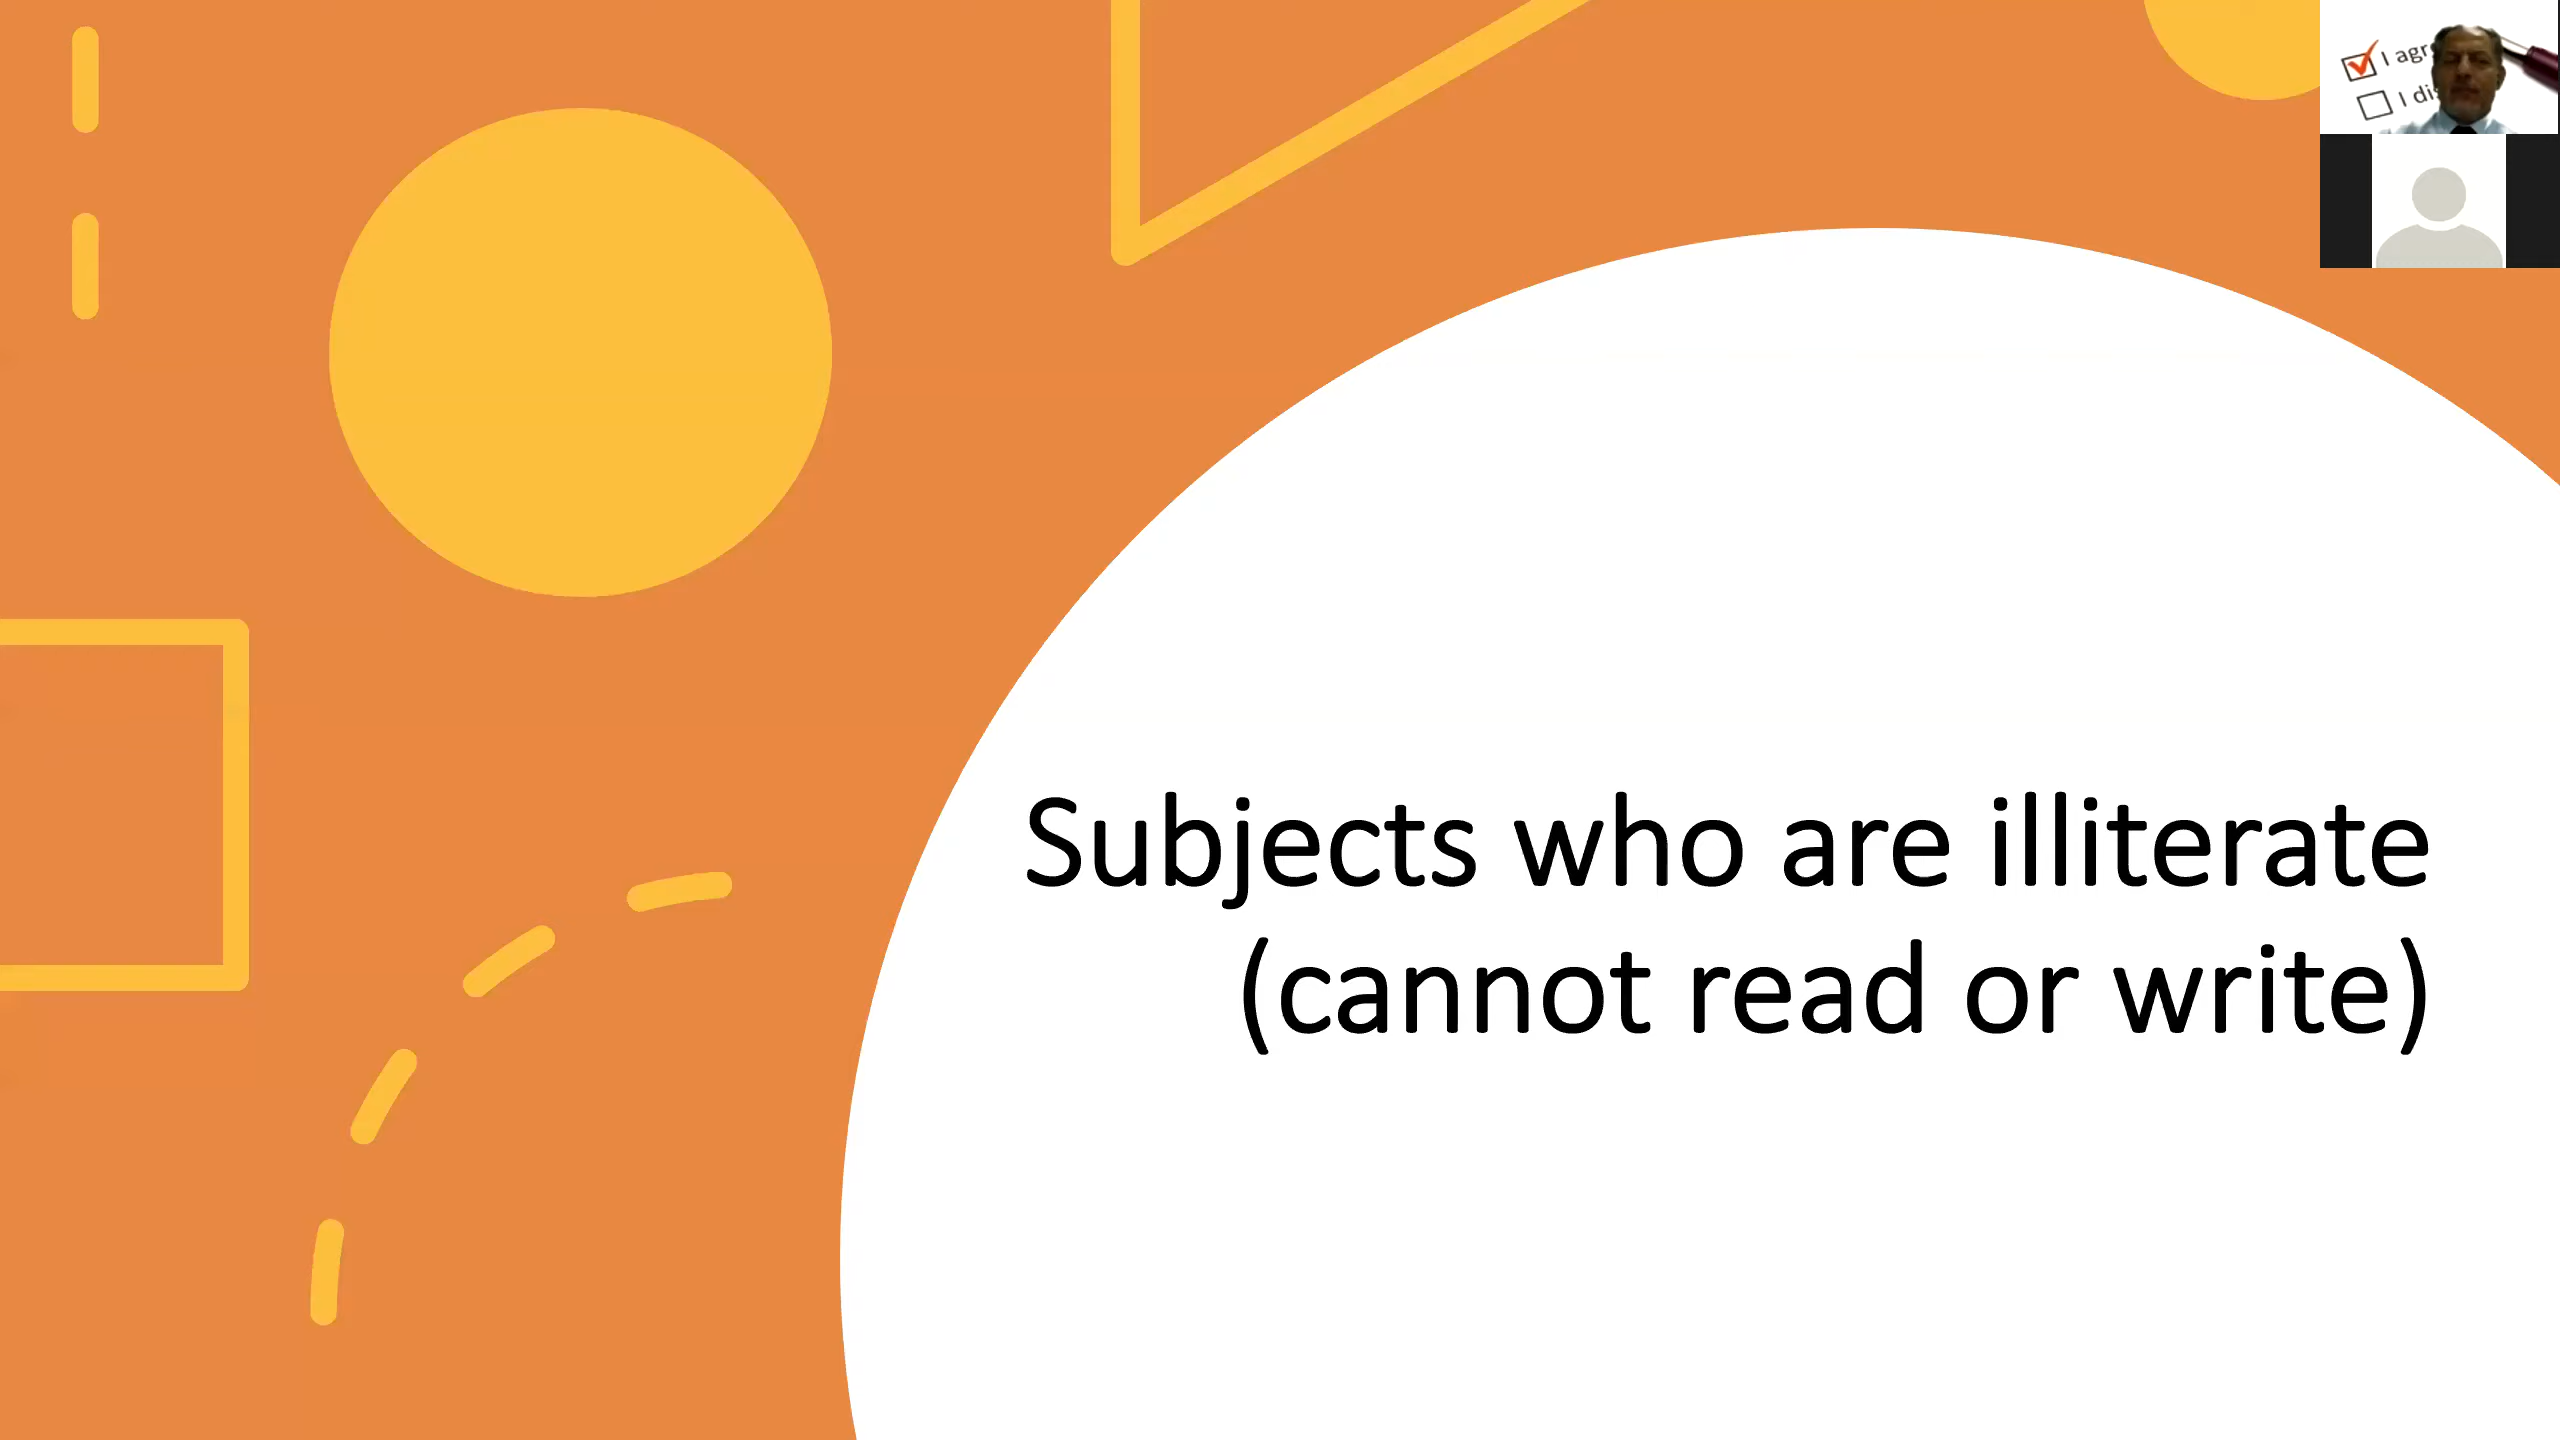 I
I
Subjects who are illiterate
(cannot read or write)